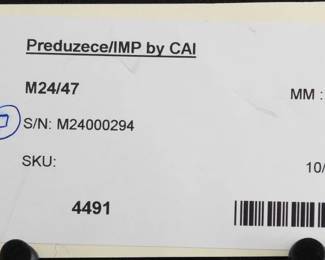 Preduzece/IMP by CAI
M24/47
MM :
S/N: M24000294
SKU:
10/
4491